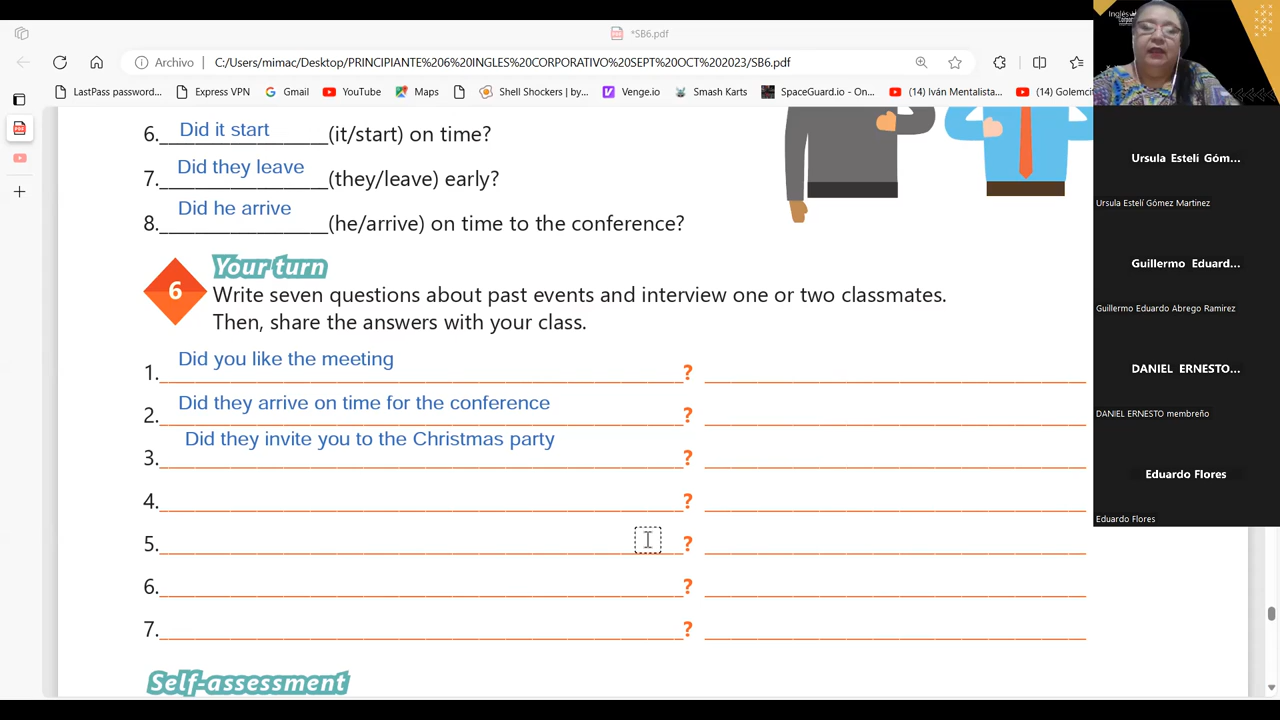 *SB6.pdf
Archivo C:/Users/mimac/Desktop/PRINCIPIANTE%206%20INGLES%20CORPORATIVO%20SEPT%20OCT%202023/SB6.pdf
LastPass password... Express VPN Gmail YouTube Maps Shell Shockers | by... Venge.io Smash Karts SpaceGuard.io - On... (14) Iván Mentalista... (14) Golemcit
6. Did it start (it/start) on time?
7. Did they leave (they/leave) early?
8. Did he arrive (he/arrive) on time to the conference?
Your turn
6 Write seven questions about past events and interview one or two classmates.
Then, share the answers with your class.
1. Did you like the meeting ?
2. Did they arrive on time for the conference ?
3. Did they invite you to the Christmas party ?
4. ?
5. ?
6. ?
7. ?
Self-assessment
Inglés
Ursula Estelí Góm...
Ursula Estelí Gómez Martínez
Guillermo Eduard...
Guillermo Eduardo Abrego Ramirez
DANIEL ERNESTO...
DANIEL ERNESTO membreño
Eduardo Flores
Eduardo Flores